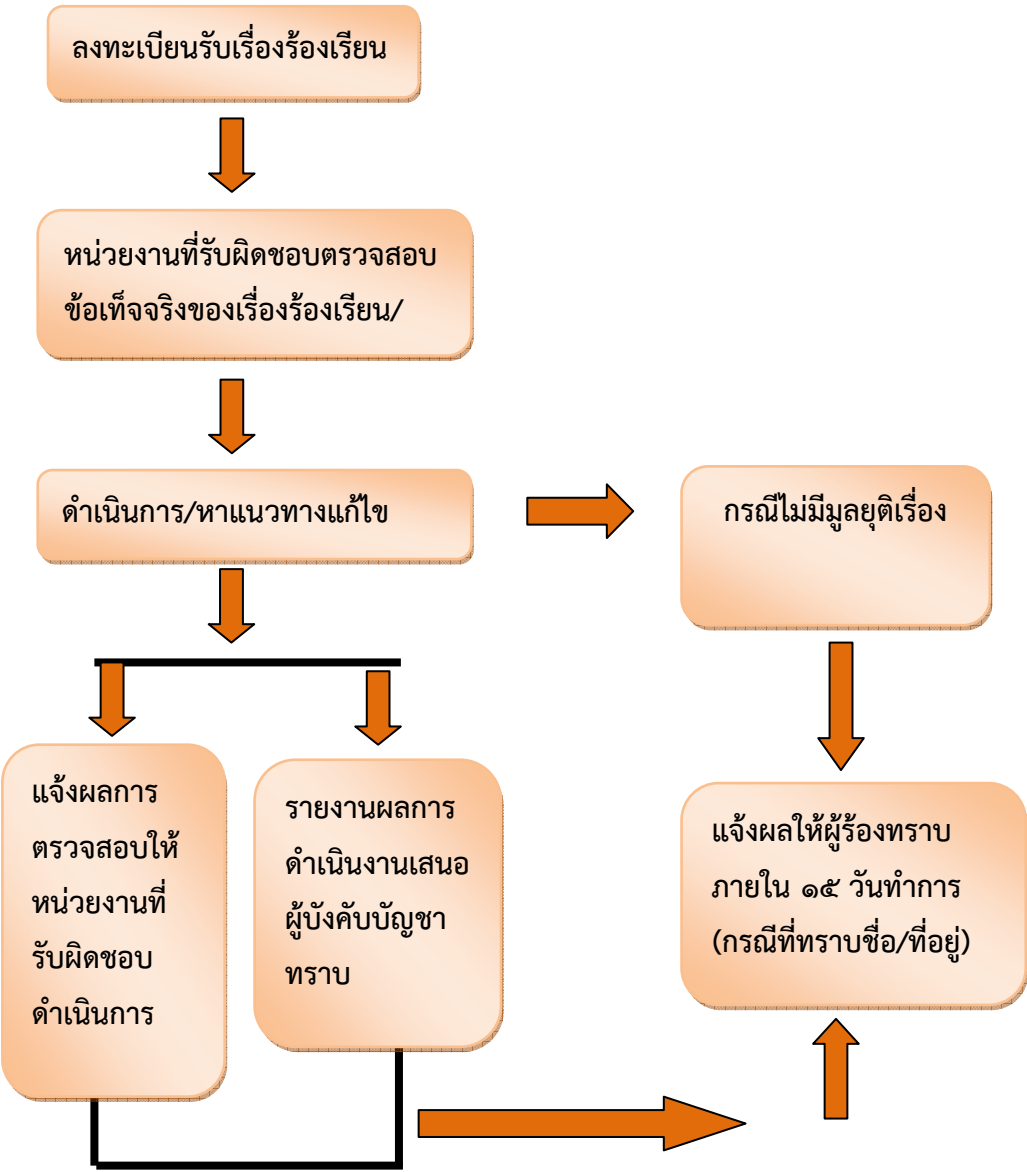 ลงทะเบียนรับเรื่องร้องเรียน
หน่วยงานที่รับผิดชอบตรวจสอบ
ข้อเท็จจริงของเรื่องร้องเรียน/
ดำเนินการ/หาแนวทางแก้ไข
กรณีไม่มีมูลยุติเรื่อง
แจ้งผลการ
ตรวจสอบให้
หน่วยงานที่
รับผิดชอบ
ดำเนินการ
รายงานผลการ
ดำเนินงานเสนอ
ผู้บังคับบัญชา
ทราบ
แจ้งผลให้ผู้ร้องทราบ
ภายใน ๑๕ วันทำการ
(กรณีที่ทราบชื่อ/ที่อยู่)